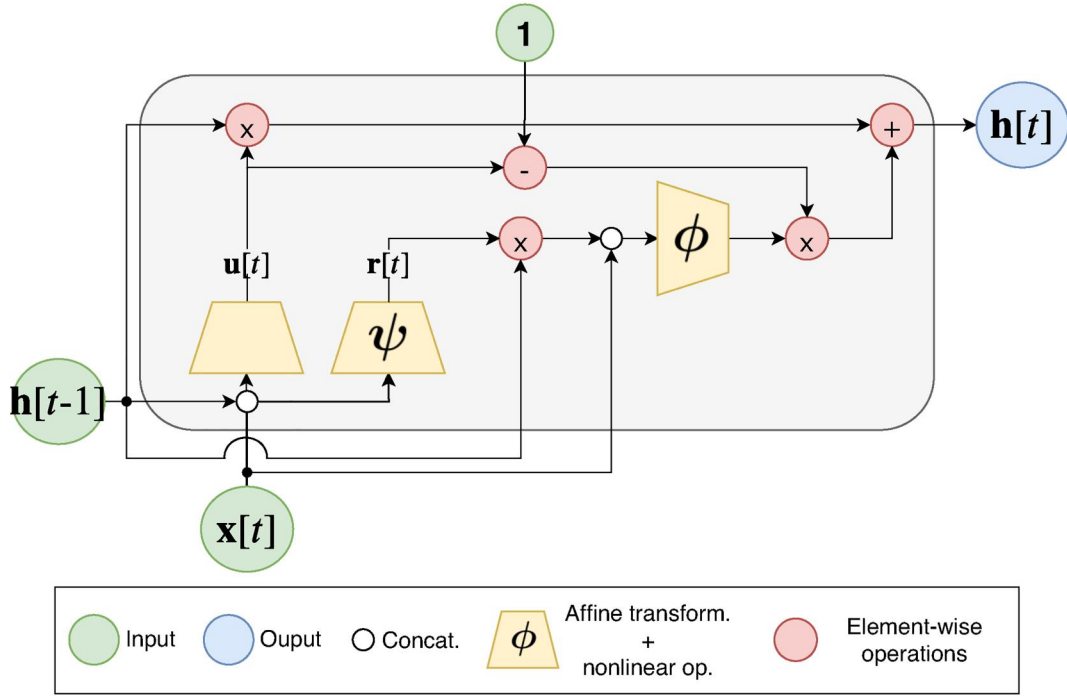 1
x
h[t]
+
-
u[t]
r[t]
x
ϕ
x
ψ
h[t-1]
x[t]
Input
Ouput
Concat.
ϕ
Affine transform.
+
nonlinear op.
Element-wise
operations